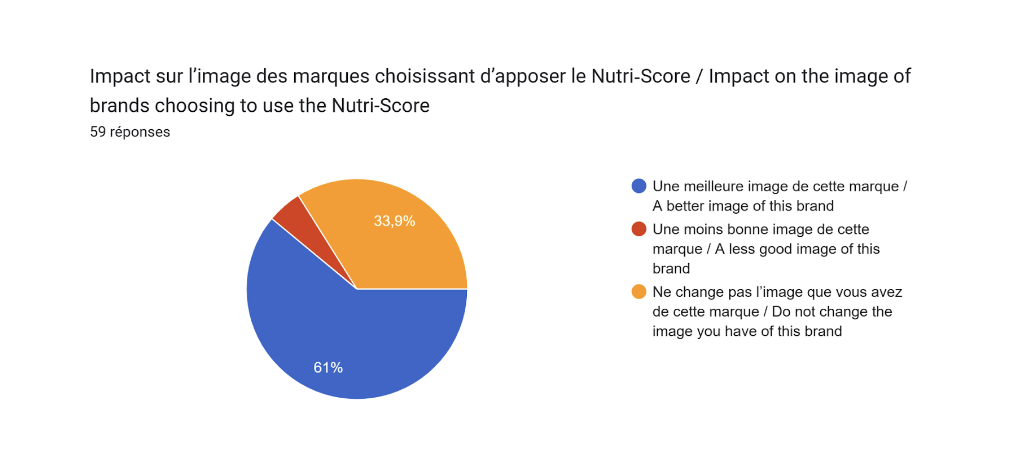 Impact sur l’image des marques choisissant d’apposer le Nutri-Score / Impact on the image of
brands choosing to use the Nutri-Score
59 réponses
33,9%
61%
Une meilleure image de cette marque /
A better image of this brand
Une moins bonne image de cette
marque / A less good image of this
brand
Ne change pas l’image que vous avez
de cette marque / Do not change the
image you have of this brand